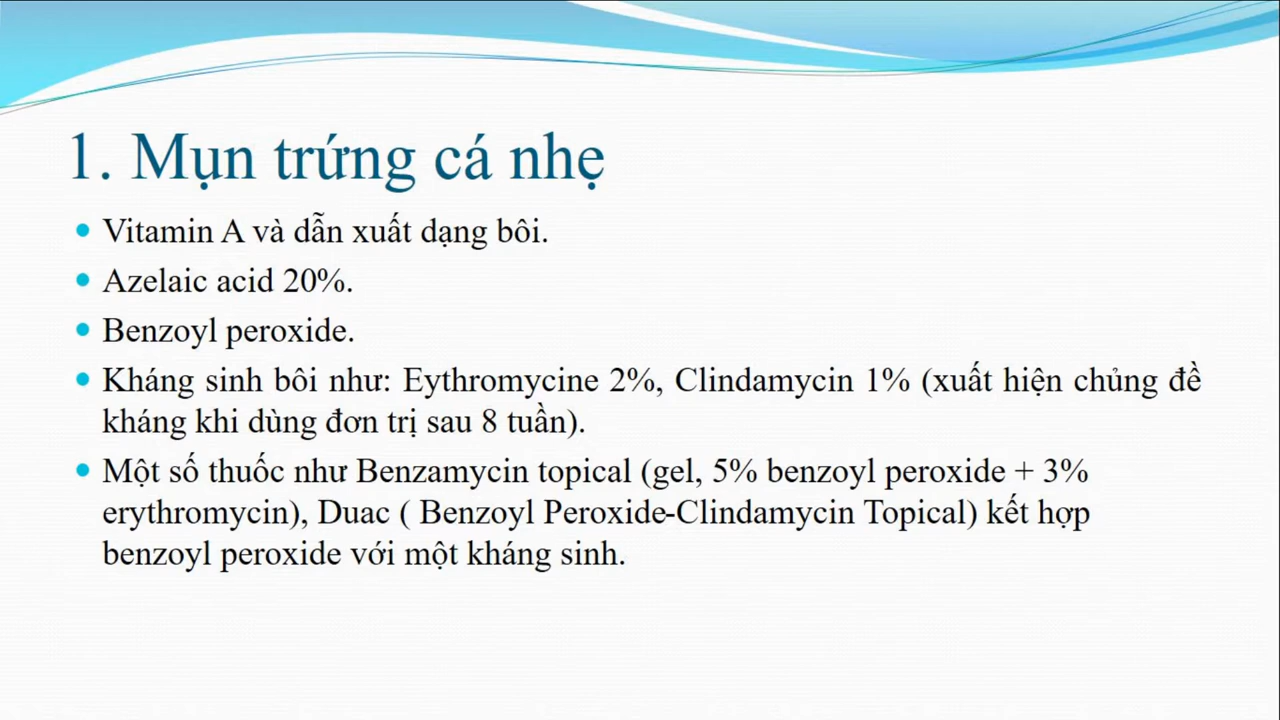 1. Mụn trứng cá nhẹ
Vitamin A và dẫn xuất dạng bôi.
Azelaic acid 20%.
Benzoyl peroxide.
Kháng sinh bôi như: Eythromycine 2%, Clindamycin 1% (xuất hiện chủng đề
kháng khi dùng đơn trị sau 8 tuần).
Một số thuốc như Benzamycin topical (gel, 5% benzoyl peroxide + 3%
erythromycin), Duac ( Benzoyl Peroxide-Clindamycin Topical) kết hợp
benzoyl peroxide với một kháng sinh.